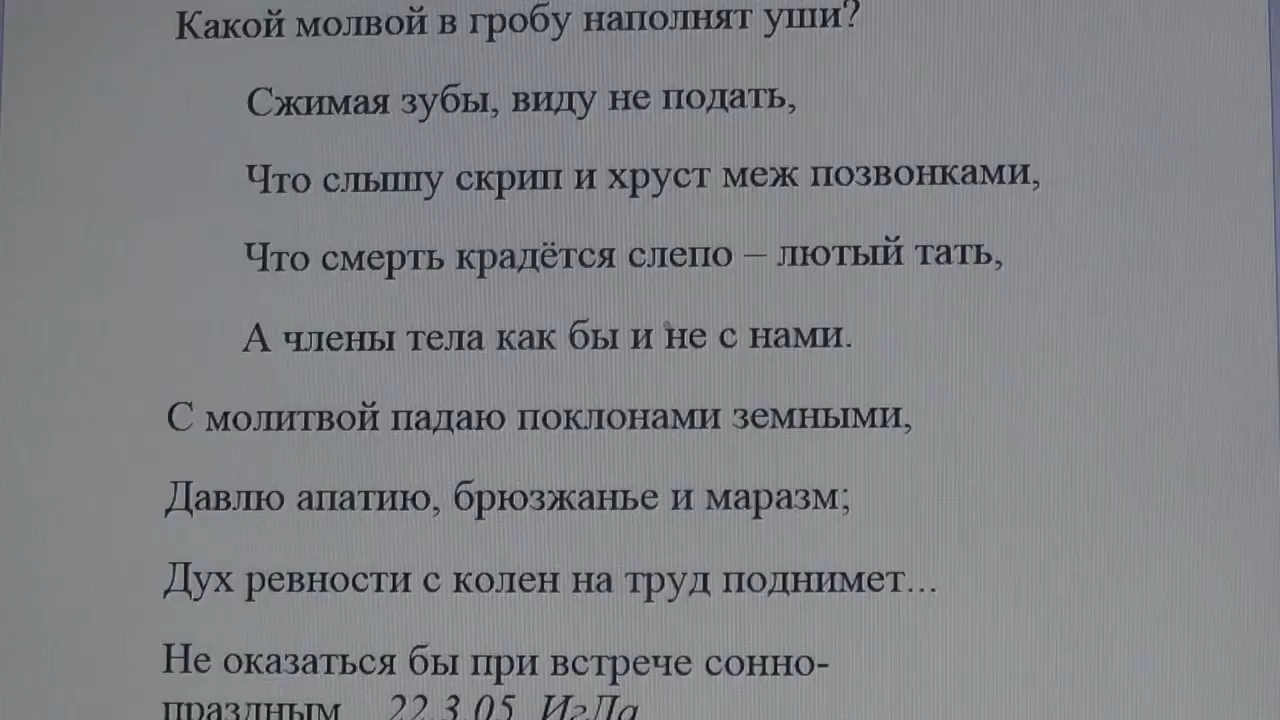 Какой молвой в гробу наполнят уши?
Сжимая зубы, виду не подать,
Что слышу скрип и хруст меж позвонками,
Что смерть крадётся слепо – лютый тать,
А члены тела как бы и не с нами.
С молитвой падаю поклонами земными,
Давлю апатию, брюзжанье и маразм;
Дух ревности с колен на труд поднимет...
Не оказаться бы при встрече сонно-
праздным 22.3.05 ИгЛа